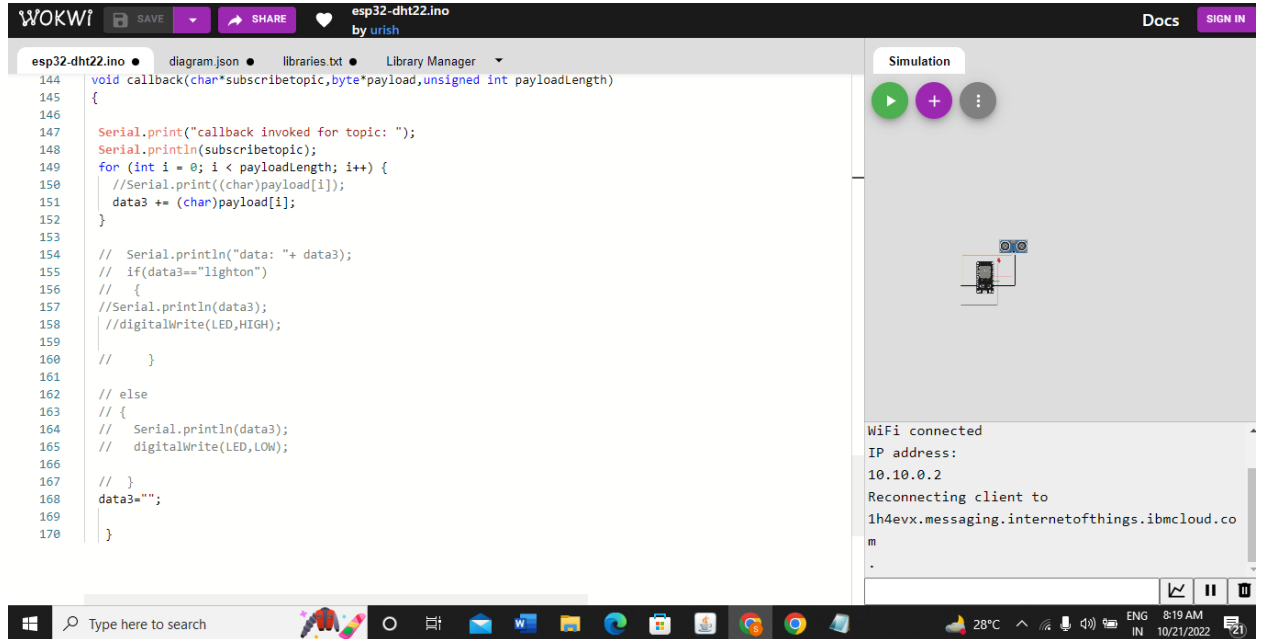 WOKWI SAVE SHARE esp32-dht22.ino Docs SIGN IN
by urish
esp32-dht22.ino ● diagram.json ● libraries.txt ● Library Manager Simulation
144 void callback(char*subscribetopic,byte*payload,unsigned int payloadLength)
145 {
146
147 Serial.print("callback invoked for topic: ");
148 Serial.println(subscribetopic);
149 for (int i = 0; i < payloadLength; i++) {
150 //Serial.print((char)payload[i]);
151 data3 += (char)payload[i];
152 }
153
154 // Serial.println("data: "+ data3);
155 // if(data3=="lighton")
156 // {
157 //Serial.println(data3);
158 //digitalWrite(LED,HIGH);
159
160 // }
161
162 // else
163 // {
164 // Serial.println(data3);
165 // digitalWrite(LED,LOW);
166
167 // }
168 data3="";
169
170 }
WiFi connected
IP address:
10.10.0.2
Reconnecting client to
1h4evx.messaging.internetofthings.ibmcloud.co
m
.
Type here to search 28°C ENG 8:19 AM
IN 10/21/2022 21